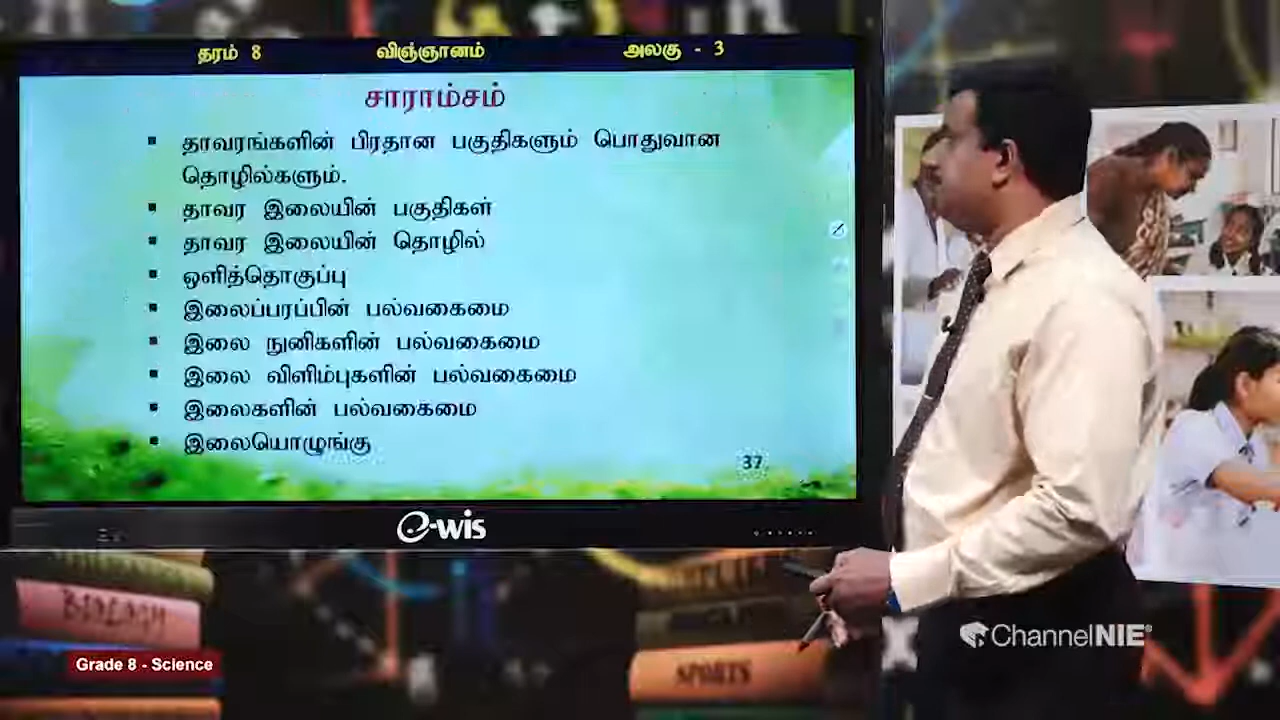 தரம் 8 விஞ்ஞானம் அலகு - 3
சாராம்சம்
▪ தாவரங்களின் பிரதான பகுதிகளும் பொதுவான
தொழில்களும்.
▪ தாவர இலையின் பகுதிகள்
▪ தாவர இலையின் தொழில்
▪ ஒளித்தொகுப்பு
▪ இலைப்பரப்பின் பல்வகைமை
▪ இலை நுனிகளின் பல்வகைமை
▪ இலை விளிம்புகளின் பல்வகைமை
▪ இலைகளின் பல்வகைமை
▪ இலையொழுங்கு
37
e-wis
BIOLOGY
SPORTS
Grade 8 - Science
ChannelNIE